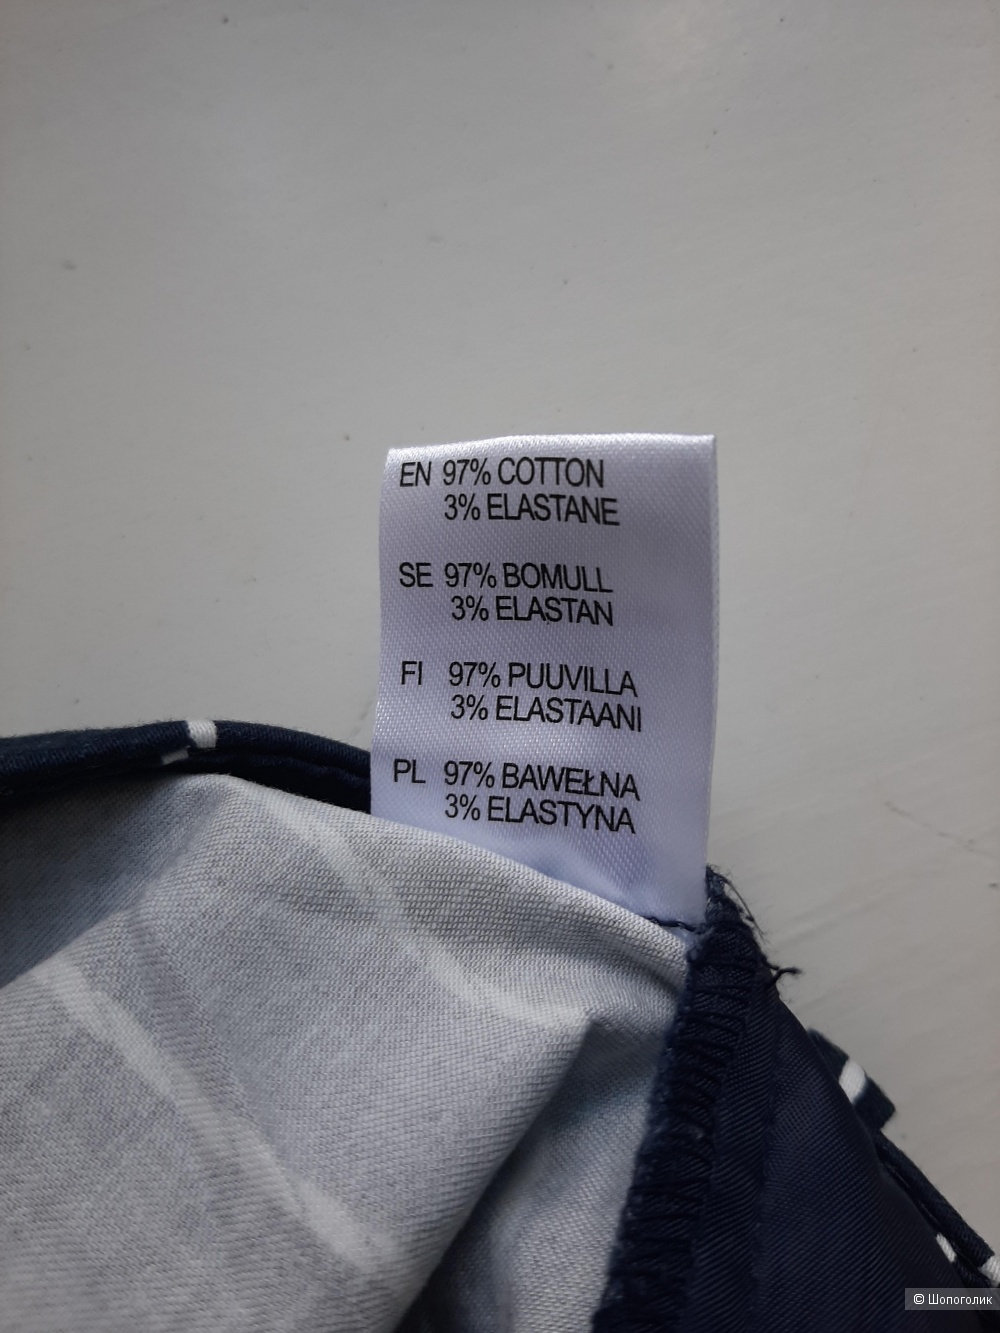 EN 97% COTTON
3% ELASTANE
SE 97% BOMULL
3% ELASTAN
FI 97% PUUVILLA
3% ELASTAANI
PL 97% BAWEŁNA
3% ELASTYNA
© Шопоголик